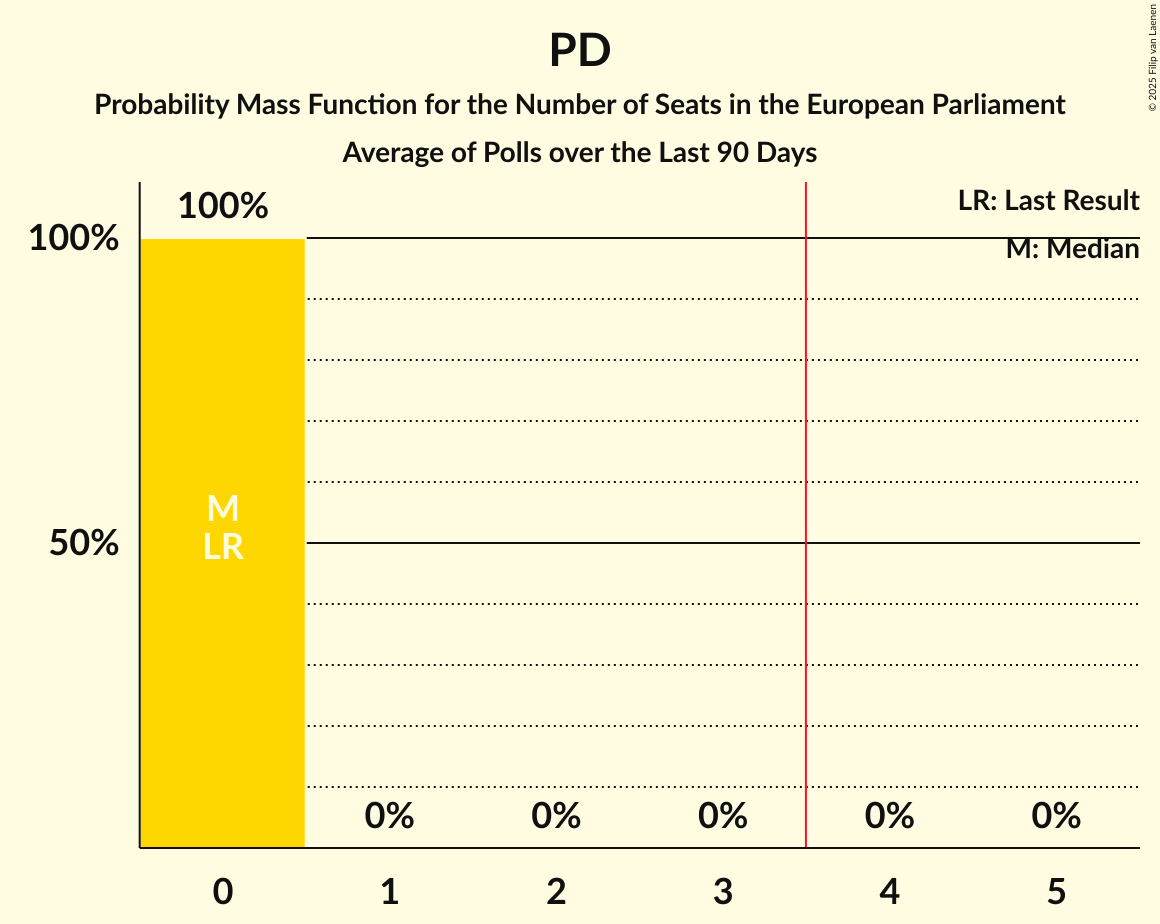 PD
Probability Mass Function for the Number of Seats in the European Parliament
Average of Polls over the Last 90 Days
© 2025 Filip van Laenen
LR: Last Result
M: Median
100%
100%
50%
M
LR
0%
0%
0%
0%
0%
0
1
2
3
4
5